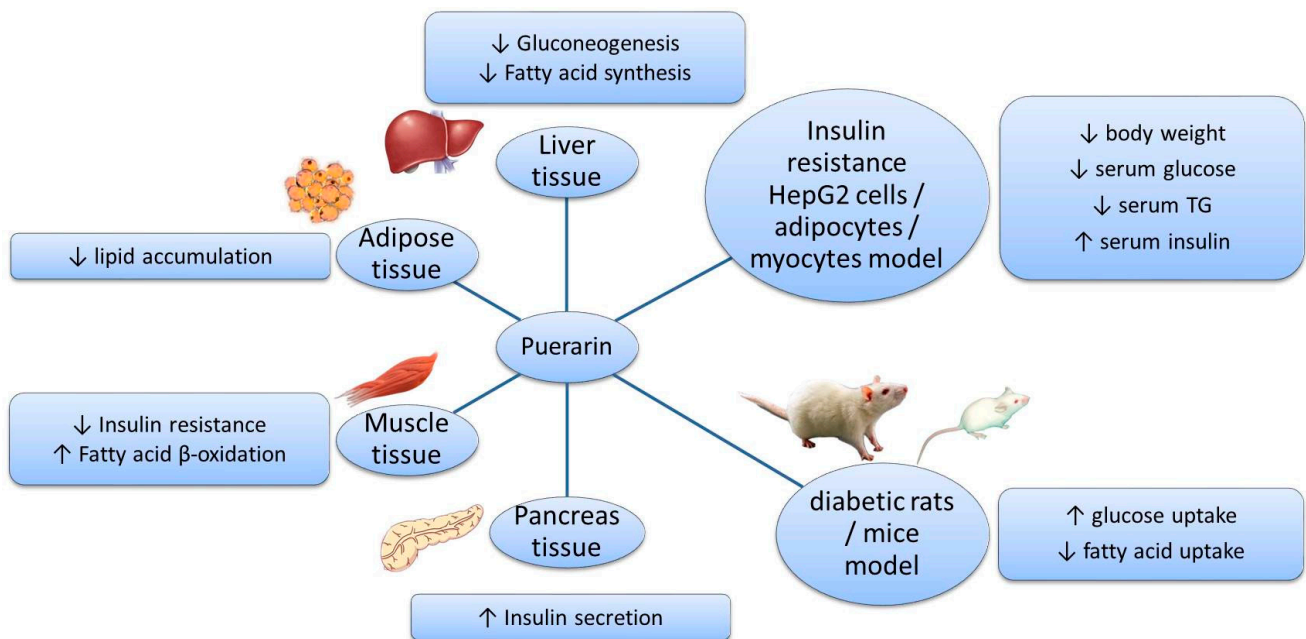 ↓ Gluconeogenesis
↓ Fatty acid synthesis
Liver
tissue
Insulin
resistance
HepG2 cells /
adipocytes /
myocytes model
↓ body weight
↓ serum glucose
↓ serum TG
↑ serum insulin
Adipose
tissue
↓ lipid accumulation
Puerarin
↓ Insulin resistance
↑ Fatty acid β-oxidation
Muscle
tissue
Pancreas
tissue
↑ Insulin secretion
diabetic rats
/ mice
model
↑ glucose uptake
↓ fatty acid uptake